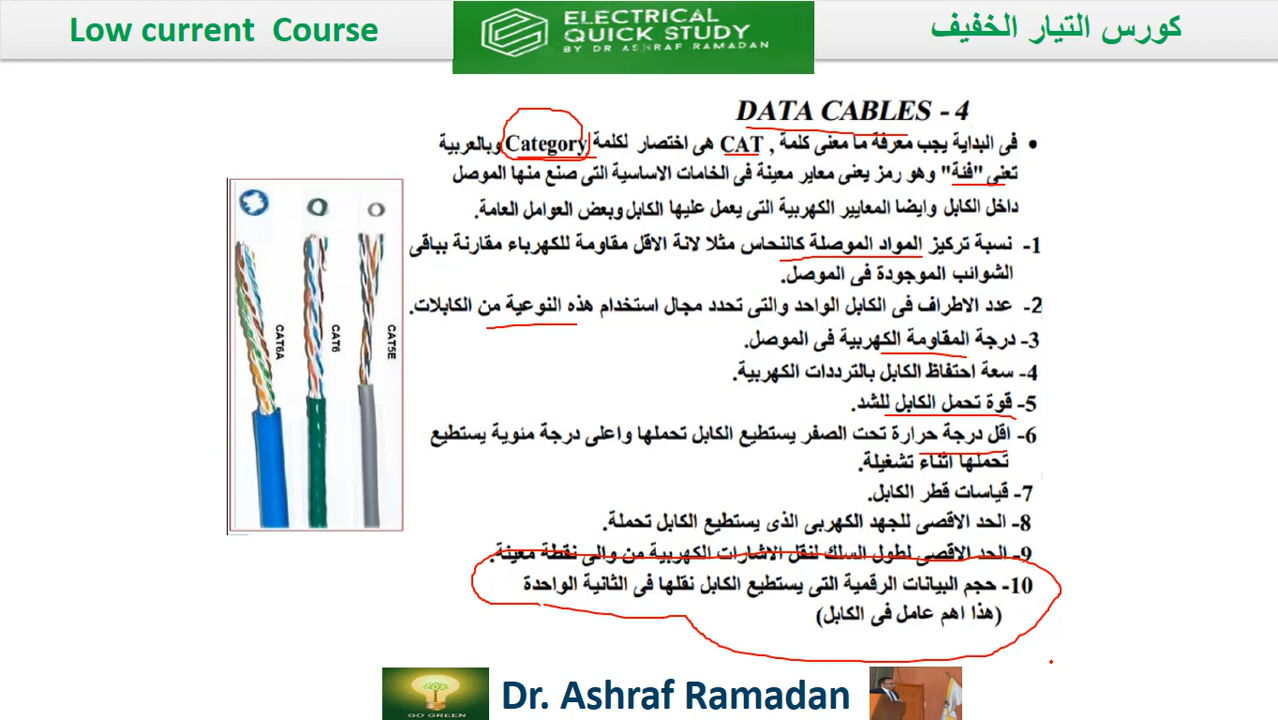 Low current Course
ELECTRICAL
QUICK STUDY
BY DR ASHRAF RAMADAN
كورس التيار الخفيف
DATA CABLES - 4
• فى البداية يجب معرفة ما معنى كلمة , CAT هى اختصار لكلمة Category وبالعربية
تعنى "فئة" وهو رمز يعنى معاير معينة فى الخامات الاساسية التى صنع منها الموصل
داخل الكابل وايضا المعايير الكهربية التى يعمل عليها الكابل وبعض العوامل العامة.
1- نسبة تركيز المواد الموصلة كالنحاس مثلا لانة الاقل مقاومة للكهرباء مقارنة بباقى
الشوائب الموجودة فى الموصل.
2- عدد الاطراف فى الكابل الواحد والتى تحدد مجال استخدام هذه النوعية من الكابلات.
3- درجة المقاومة الكهربية فى الموصل.
4- سعة احتفاظ الكابل بالترددات الكهربية.
5- قوة تحمل الكابل للشد.
6- اقل درجة حرارة تحت الصفر يستطيع الكابل تحملها واعلى درجة مئوية يستطيع
تحملها اثناء تشغيلة.
7- قياسات قطر الكابل.
8- الحد الاقصى للجهد الكهربى الذى يستطيع الكابل تحملة.
9- الحد الاقصى لطول السلك لنقل الاشارات الكهربية من والى نقطة معينة.
10- حجم البيانات الرقمية التى يستطيع الكابل نقلها فى الثانية الواحدة
(هذا اهم عامل فى الكابل)
CAT6A
CAT6
CAT5E
GO GREEN
Dr. Ashraf Ramadan